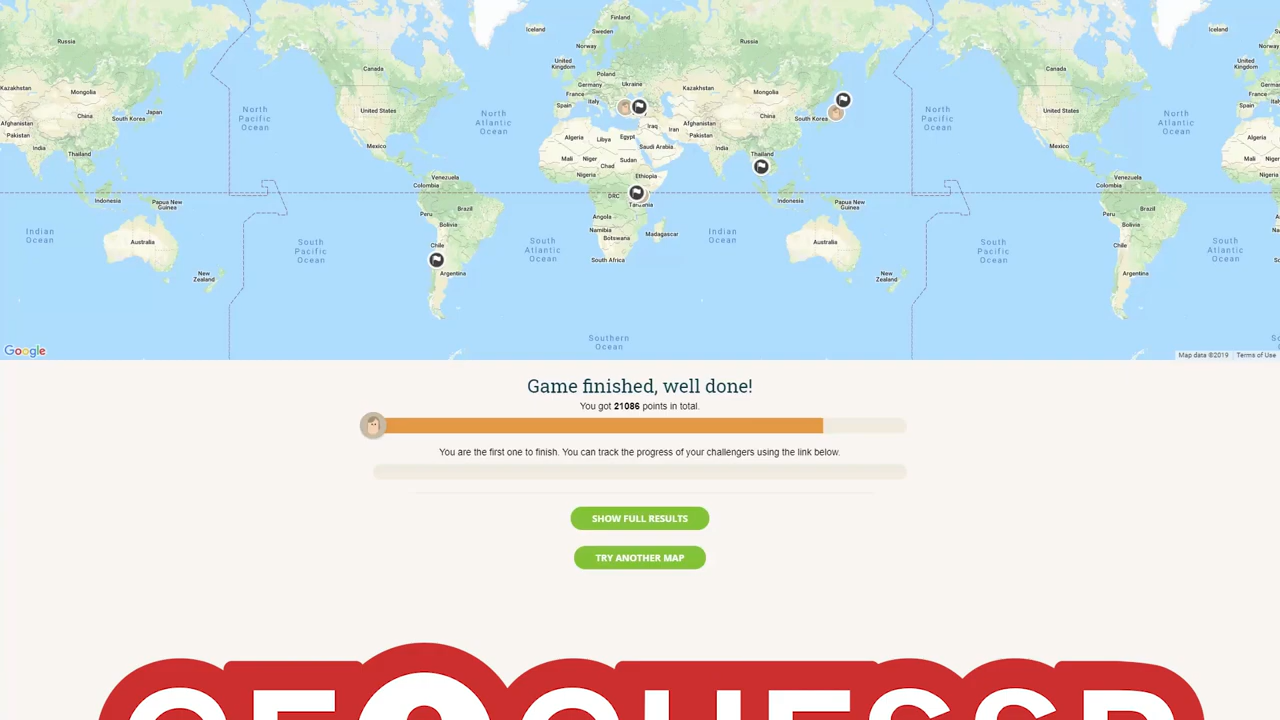 Finland
Iceland
Sweden
Iceland
Russia
Russia
Norway
United
Kingdom
United
Kingdom
Canada
Canada
Poland
Germany
Ukraine
Kazakhstan
Kazakhstan
Mongolia
Mongolia
France
Italy
Spain
Spain
North
Pacific
Ocean
United States
North
Atlantic
Ocean
North
Pacific
Ocean
United States
North
Atlantic
Ocean
China
Japan
South Korea
China
South Korea
Afghanistan
Pakistan
Iraq
Iran
Afghanistan
Pakistan
Algeria
Libya
Egypt
Algeria
India
Mexico
Saudi Arabia
India
Mexico
Thailand
Mali
Niger
Chad
Sudan
Thailand
Mali
Niger
Venezuela
Colombia
Nigeria
Ethiopia
Venezuela
Colombia
Nigeria
Indonesia
Papua New
Guinea
DRC
Tanzania
Indonesia
Papua New
Guinea
Peru
Brazil
Angola
Peru
Brazil
Bolivia
Namibia
Botswana
Madagascar
Bolivia
Indian
Ocean
Australia
South
Pacific
Ocean
Chile
South
Atlantic
Ocean
Indian
Ocean
Australia
South
Pacific
Ocean
Chile
South
Atlantic
Ocean
South Africa
New
Zealand
Argentina
New
Zealand
Argentina
Southern
Ocean
Google
Map data ©2019
Terms of Use
Game finished, well done!
You got 21086 points in total.
You are the first one to finish. You can track the progress of your challengers using the link below.
SHOW FULL RESULTS
TRY ANOTHER MAP
GEOGUESSR